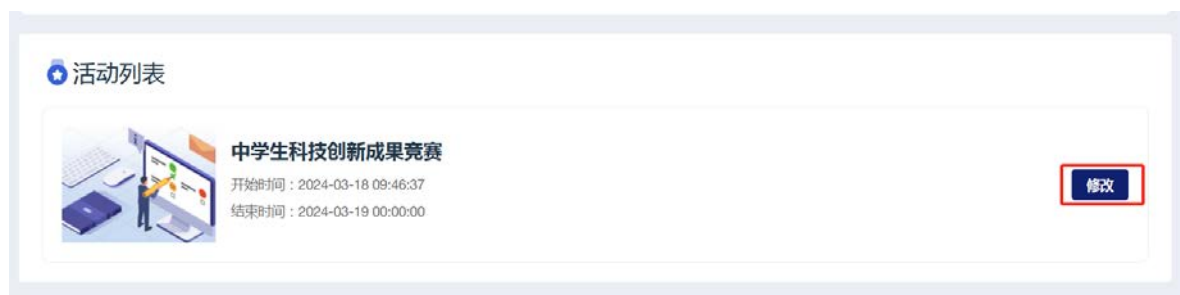 活动列表
中学生科技创新成果竞赛
开始时间：2024-03-18 09:46:37
结束时间：2024-03-19 00:00:00
修改